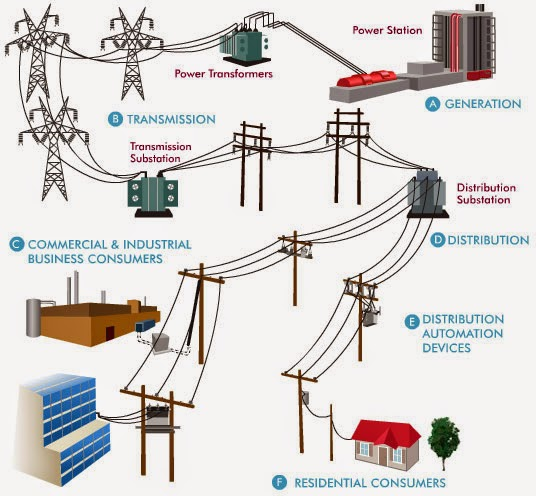 Power Station
Power Transformers
A GENERATION
B TRANSMISSION
Transmission
Substation
Distribution
Substation
C COMMERCIAL & INDUSTRIAL
BUSINESS CONSUMERS
D DISTRIBUTION
E DISTRIBUTION
AUTOMATION
DEVICES
F RESIDENTIAL CONSUMERS